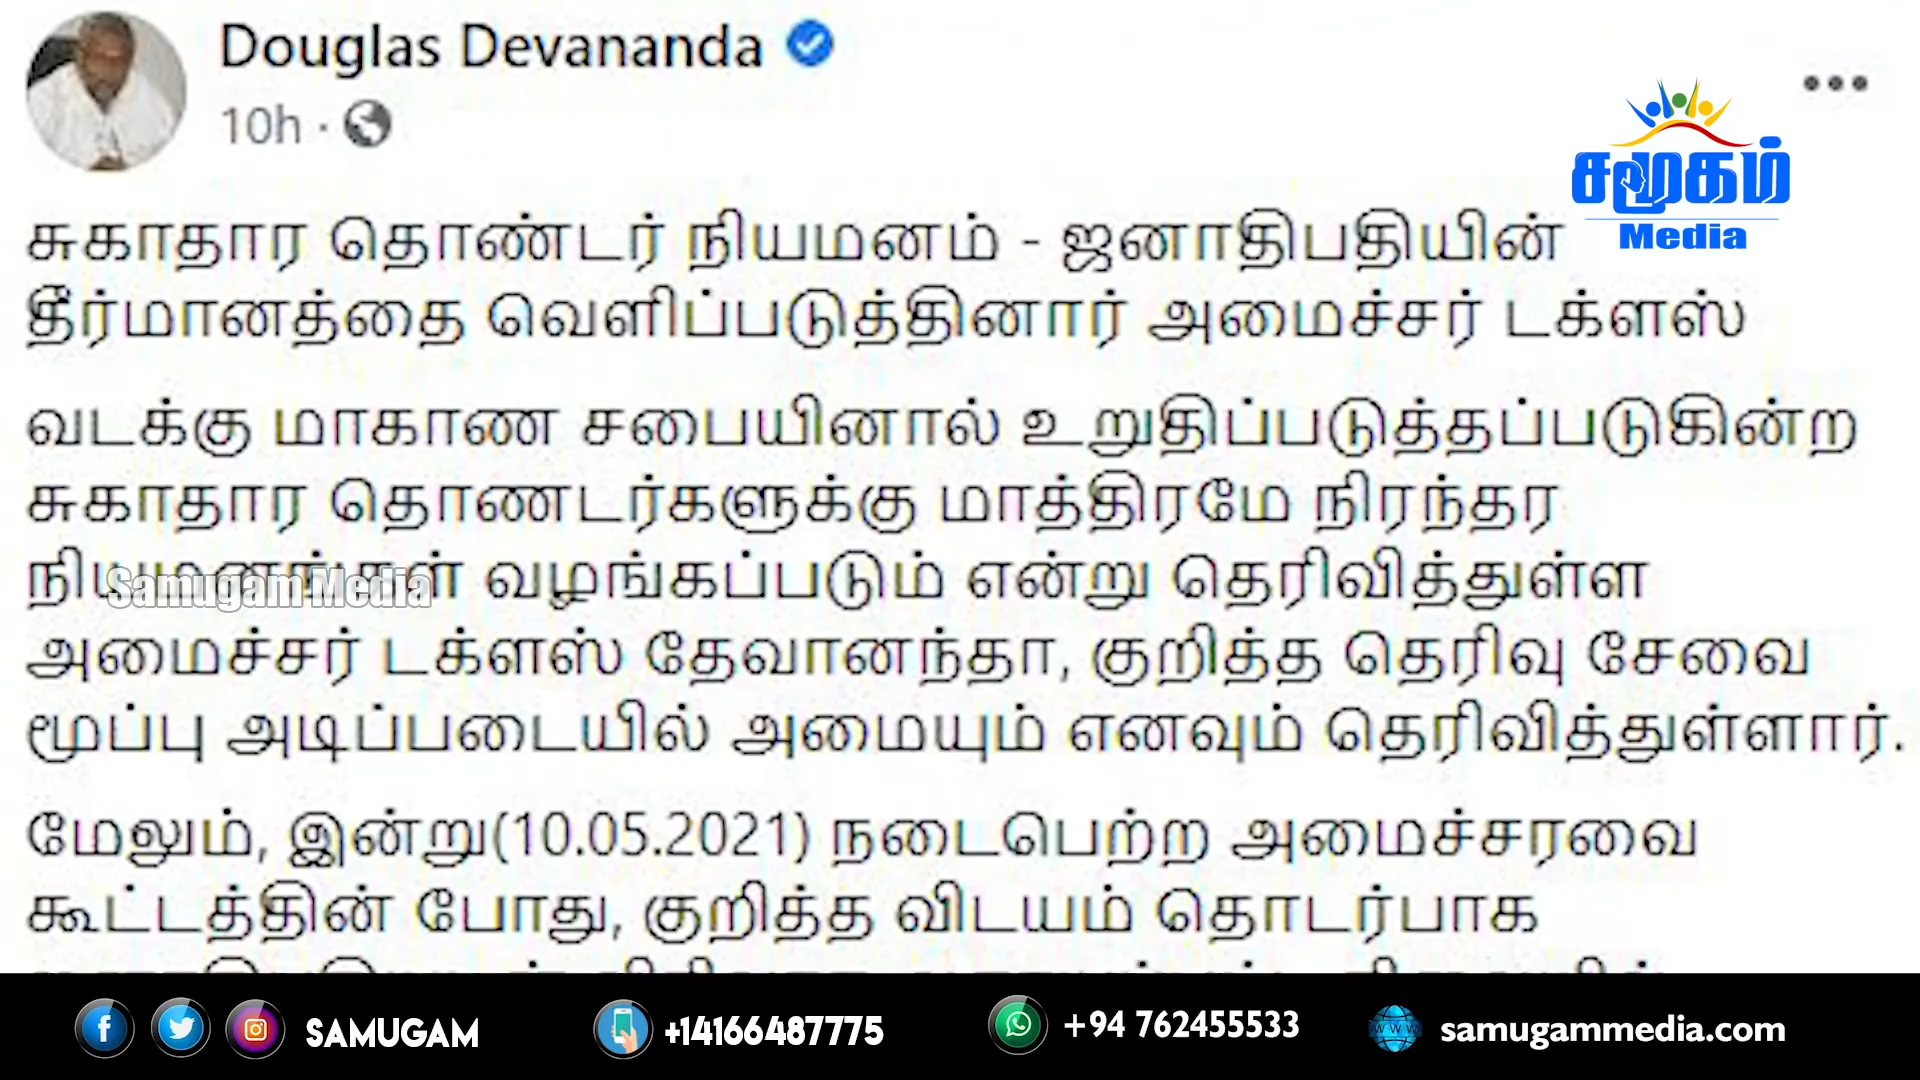 Douglas Devananda
10h ·
சமூகம்
Media
சுகாதார தொண்டர் நியமனம் - ஜனாதிபதியின்
தீர்மானத்தை வெளிப்படுத்தினார் அமைச்சர் டக்ளஸ்
வடக்கு மாகாண சபையினால் உறுதிப்படுத்தப்படுகின்ற
சுகாதார தொணடர்களுக்கு மாத்திரமே நிரந்தர
நியமனங்கள் வழங்கப்படும் என்று தெரிவித்துள்ள
Samugam Media
அமைச்சர் டக்ளஸ் தேவானந்தா, குறித்த தெரிவு சேவை
மூப்பு அடிப்படையில் அமையும் எனவும் தெரிவித்துள்ளார்.
மேலும், இன்று(10.05.2021) நடைபெற்ற அமைச்சரவை
கூட்டத்தின் போது, குறித்த விடயம் தொடர்பாக
SAMUGAM
+14166487775
+94 762455533
samugammedia.com